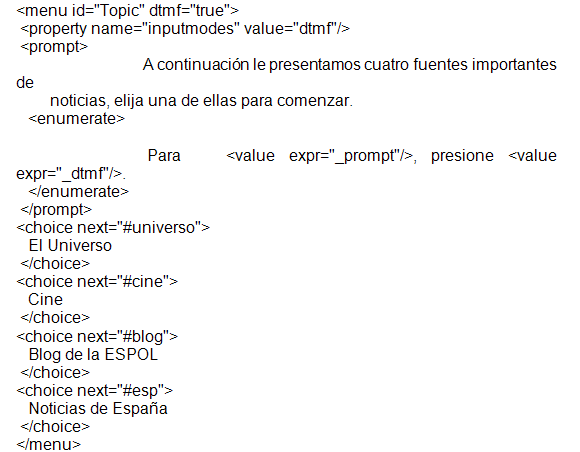 <menu id="Topic" dtmf="true">
<property name="inputmodes" value="dtmf"/>
<prompt>
A continuación le presentamos cuatro fuentes importantes
de
noticias, elija una de ellas para comenzar.
<enumerate>
Para <value expr="_prompt"/>, presione <value
expr="_dtmf"/>.
</enumerate>
</prompt>
<choice next="#universo">
El Universo
</choice>
<choice next="#cine">
Cine
</choice>
<choice next="#blog">
Blog de la ESPOL
</choice>
<choice next="#esp">
Noticias de España
</choice>
</menu>